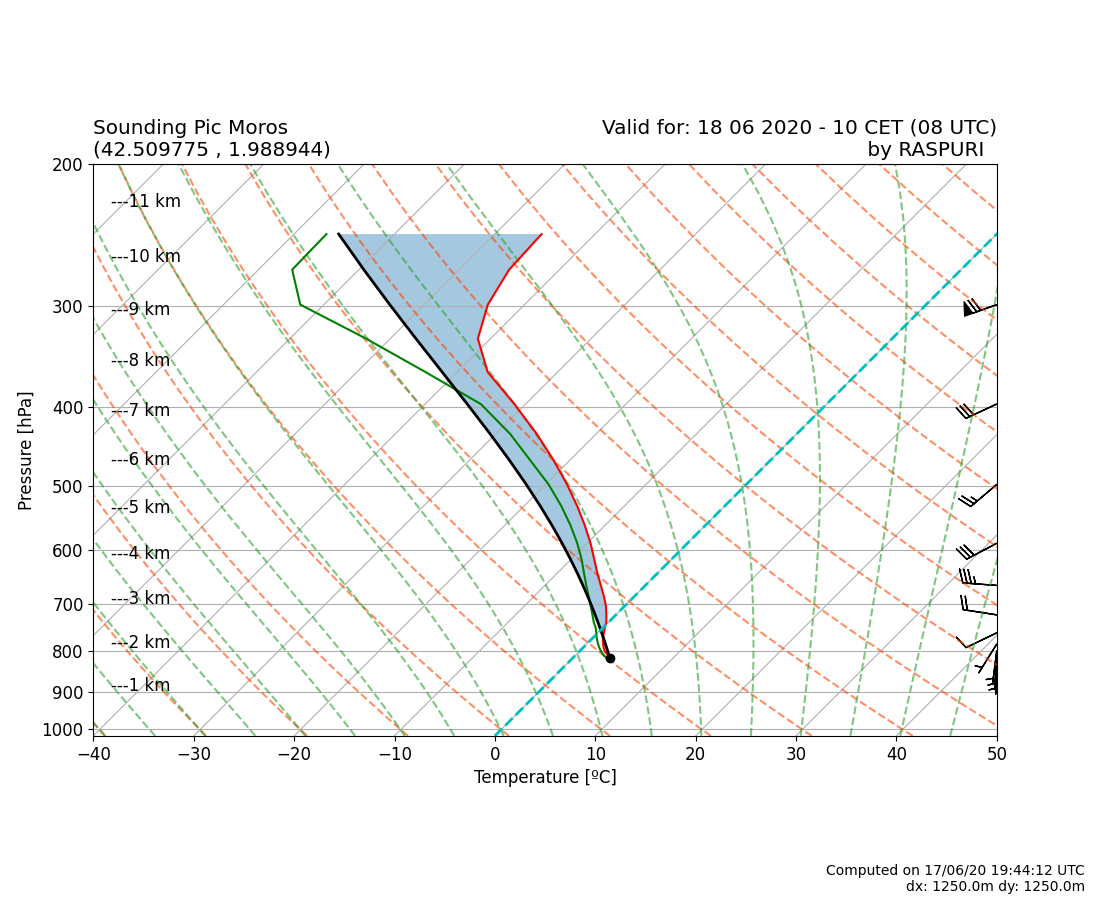 Sounding Pic Moros
(42.509775 , 1.988944)
Valid for: 18 06 2020 - 10 CET (08 UTC)
by RASPURI
200
300
400
500
600
700
800
900
1000
Pressure [hPa]
---11 km
---10 km
---9 km
---8 km
---7 km
---6 km
---5 km
---4 km
---3 km
---2 km
---1 km
−40 −30 −20 −10 0 10 20 30 40 50
Temperature [ºC]
Computed on 17/06/20 19:44:12 UTC
dx: 1250.0m dy: 1250.0m